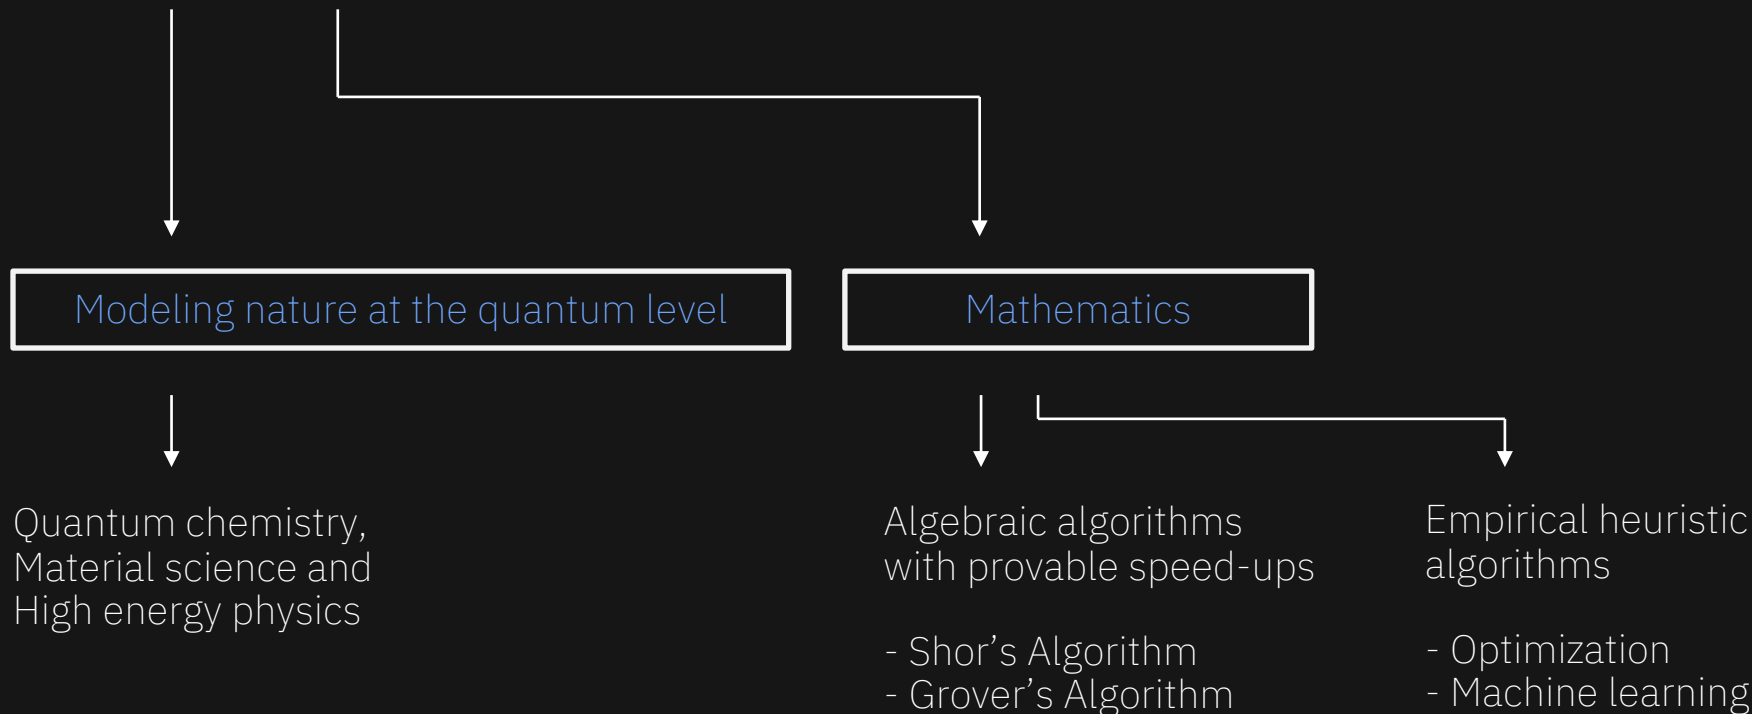 Modeling nature at the quantum level
Mathematics
Quantum chemistry,
Material science and
High energy physics
Algebraic algorithms
with provable speed-ups
- Shor’s Algorithm
- Grover’s Algorithm
Empirical heuristic
algorithms
- Optimization
- Machine learning